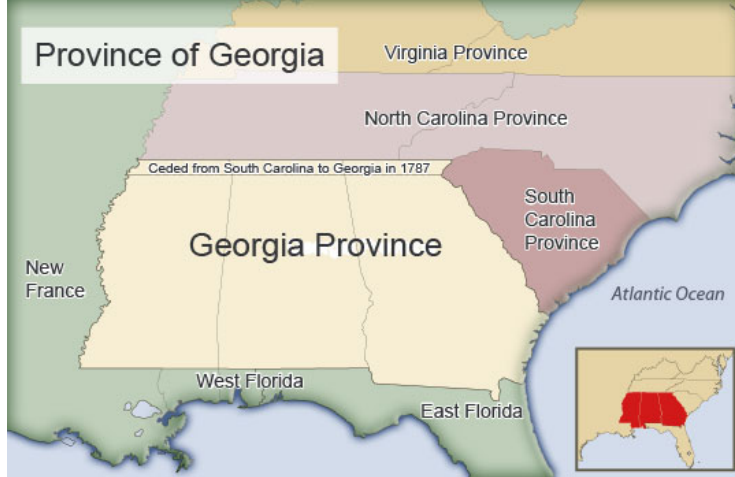 Province of Georgia
Virginia Province
North Carolina Province
Ceded from South Carolina to Georgia in 1787
South
Carolina
Province
Georgia Province
New
France
Atlantic Ocean
West Florida
East Florida